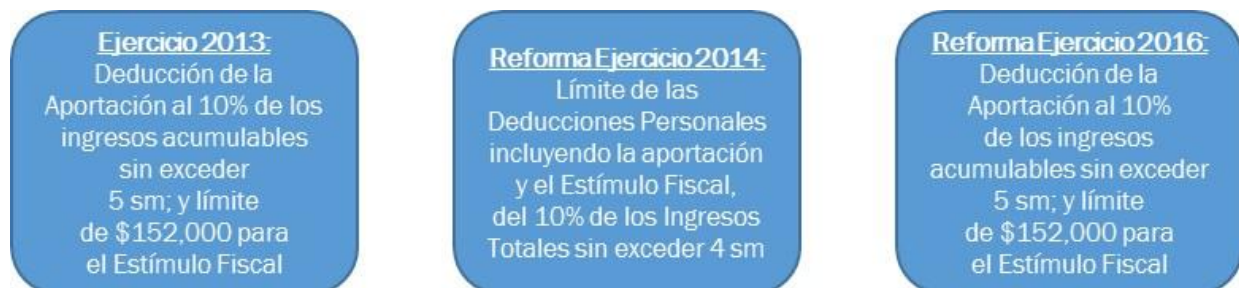 Ejercicio 2013:
Deducción de la
Aportación al 10% de los
ingresos acumulables
sin exceder
5 sm; y límite
de $152,000 para
el Estímulo Fiscal
Reforma Ejercicio 2014:
Límite de las
Deducciones Personales
incluyendo la aportación
y el Estímulo Fiscal,
del 10% de los Ingresos
Totales sin exceder 4 sm
Reforma Ejercicio 2016:
Deducción de la
Aportación al 10%
de los ingresos
acumulables sin exceder
5 sm; y límite
de $152,000 para
el Estímulo Fiscal